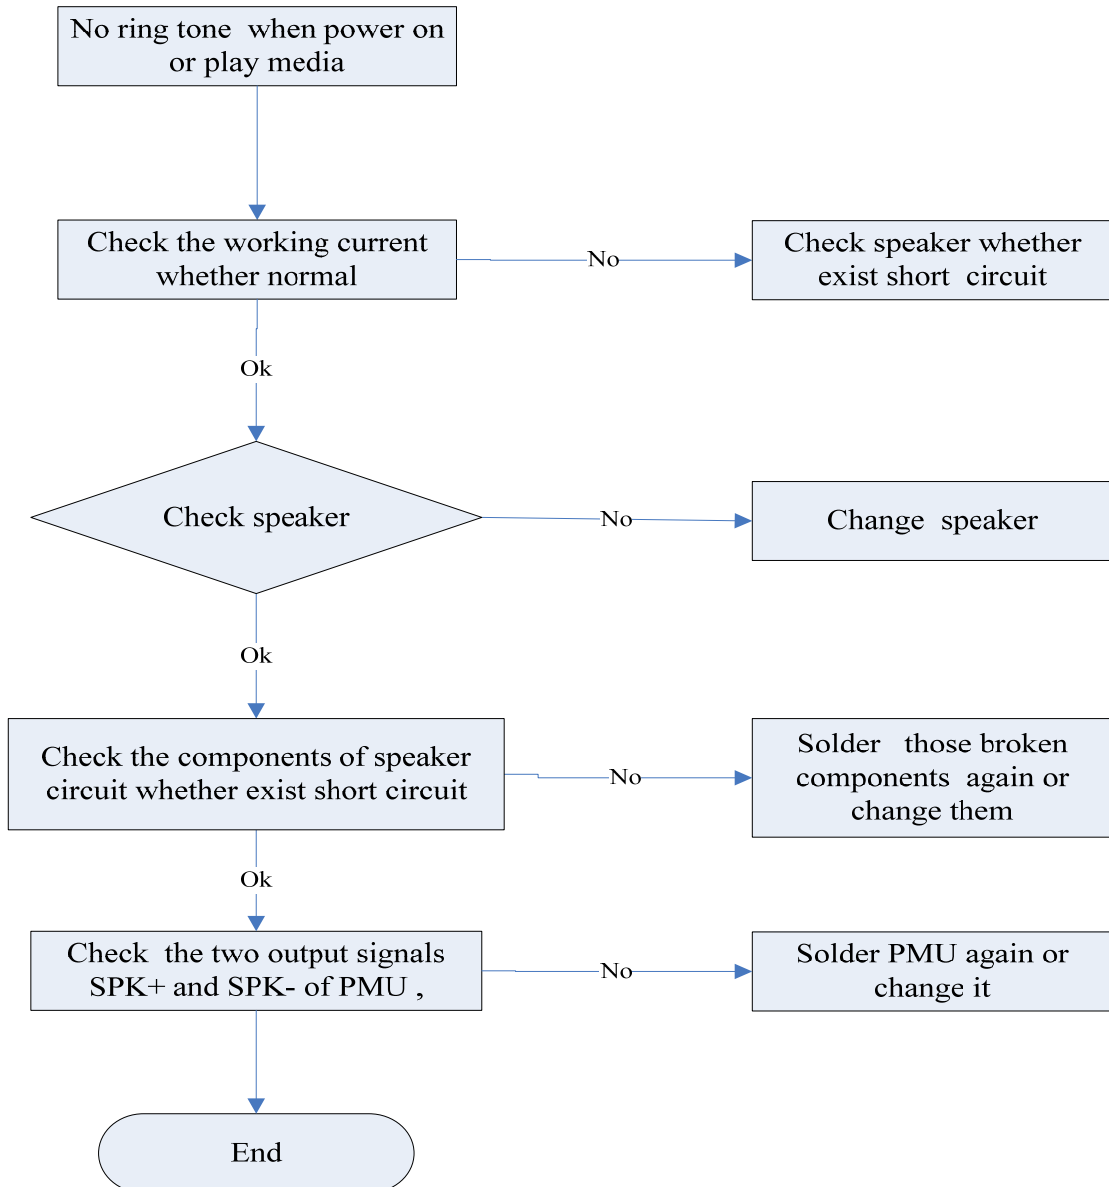 No ring tone  when power on
or play media
Check the working current
whether normal
No
Check speaker whether
exist short  circuit
Ok
Check speaker
No
Change  speaker
Ok
Check the components of speaker
circuit whether exist short circuit
No
Solder   those broken
components  again or
change them
Ok
Check  the two output signals
SPK+ and SPK- of PMU ,
No
Solder PMU again or
change it
End